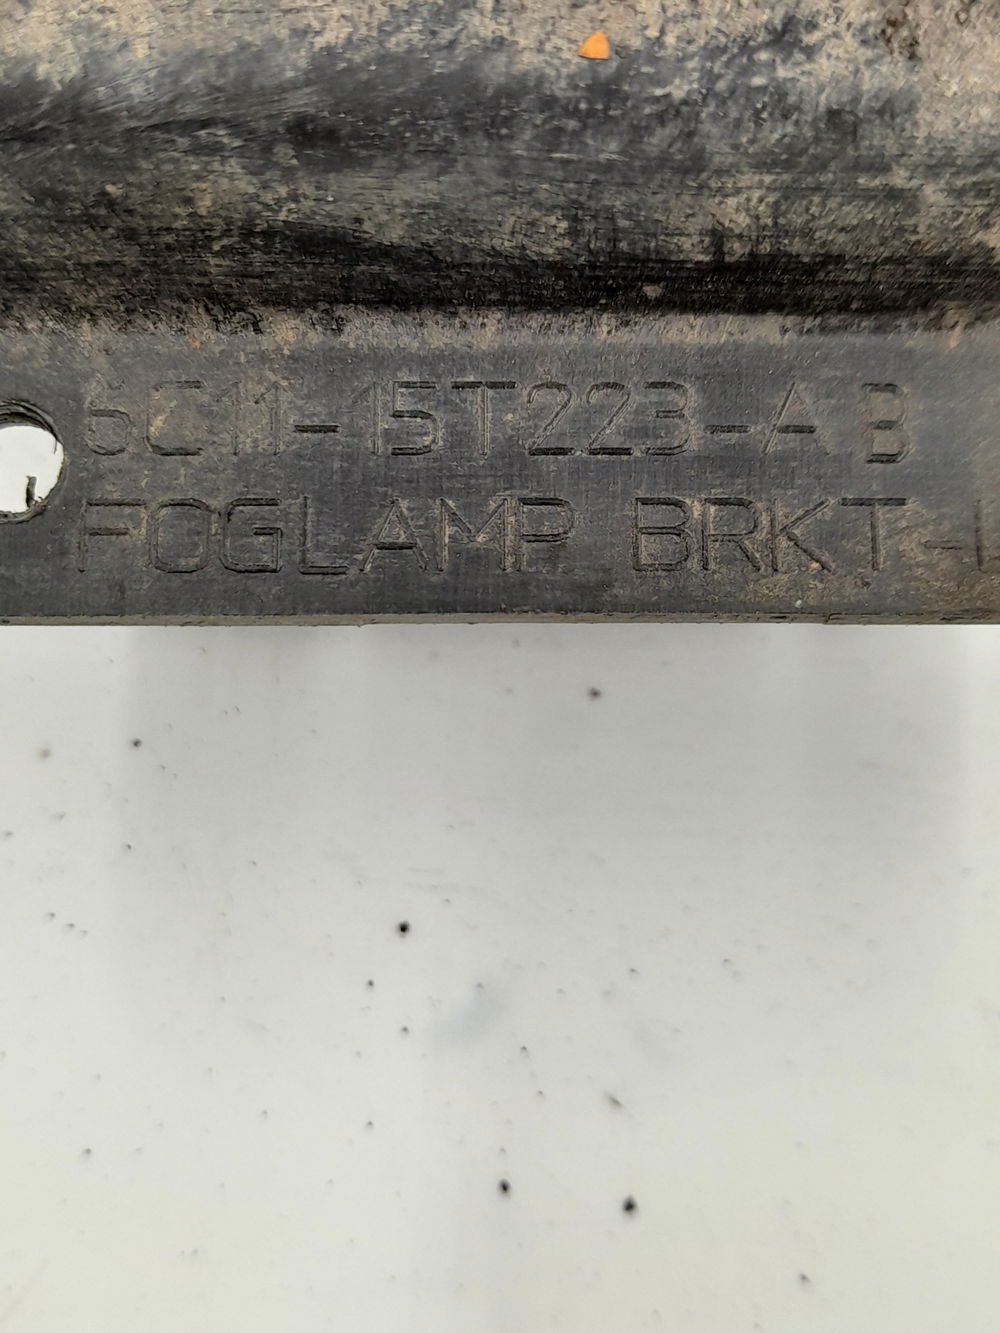 6C11-15T223-AB
FOGLAMP BRKT-